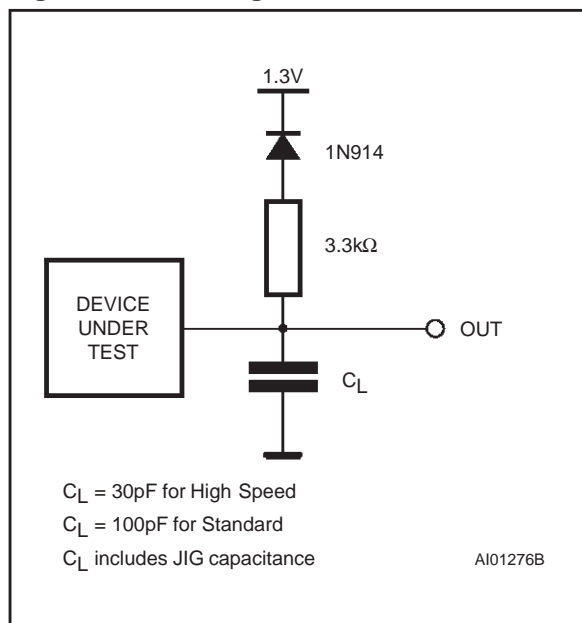 1.3V
1N914
3.3kΩ
DEVICE
UNDER
TEST
OUT
CL
CL = 30pF for High Speed
CL = 100pF for Standard
CL includes JIG capacitance
AI01276B